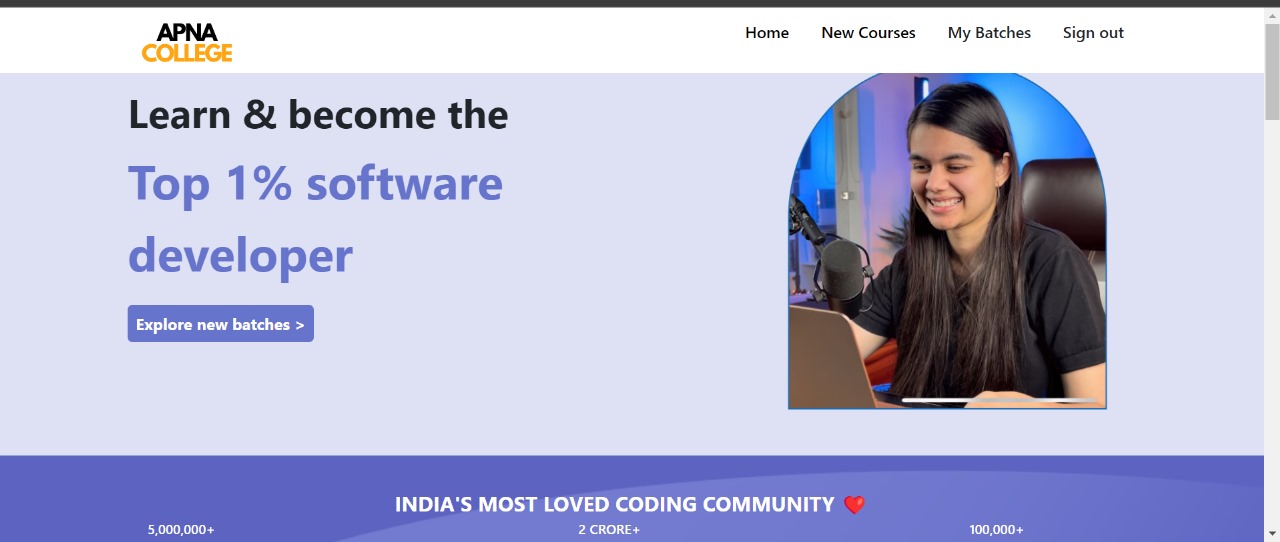 APNA
COLLEGE
Home New Courses My Batches Sign out
Learn & become the
Top 1% software
developer
Explore new batches >
INDIA'S MOST LOVED CODING COMMUNITY ❤️
5,000,000+ 2 CRORE+ 100,000+